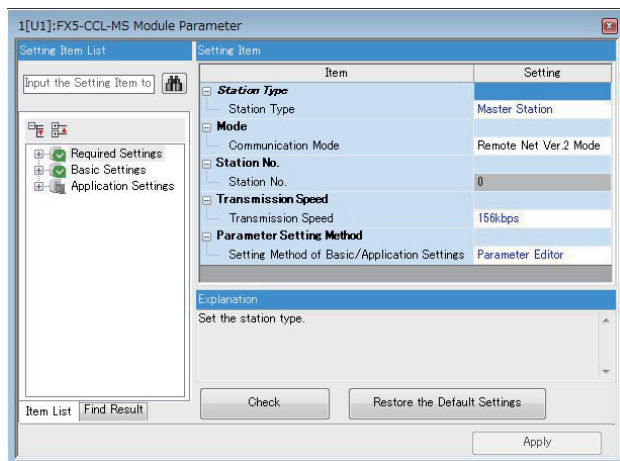 1[U1]:FX5-CCL-MS Module Parameter
Setting Item List
Input the Setting Item to
Required Settings
Basic Settings
Application Settings
Item List
Find Result
Setting Item
Item Setting
Station Type
Station Type Master Station
Mode
Communication Mode Remote Net Ver.2 Mode
Station No.
Station No. 0
Transmission Speed
Transmission Speed 156kbps
Parameter Setting Method
Setting Method of Basic/Application Settings Parameter Editor
Explanation
Set the station type.
Check
Restore the Default Settings
Apply